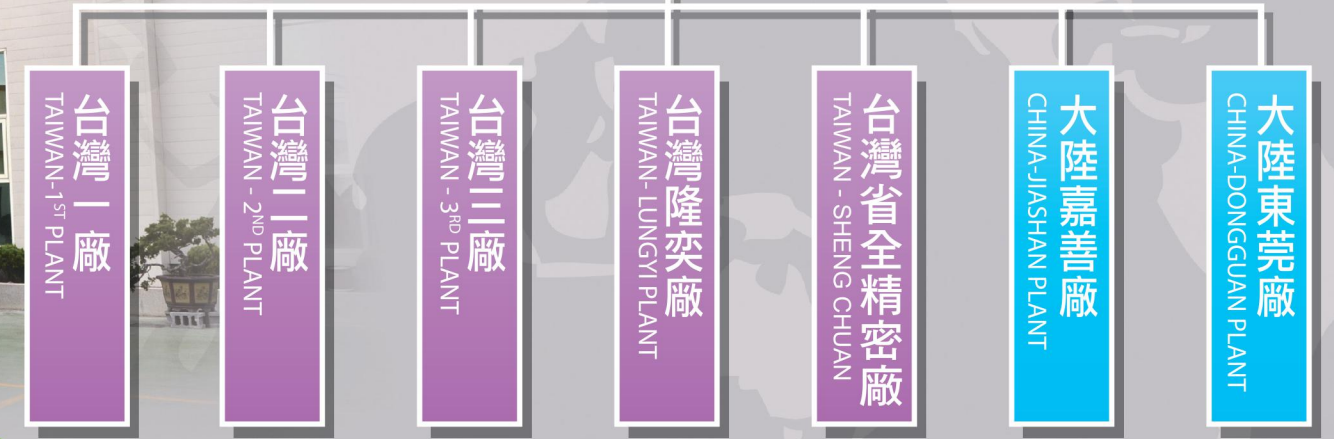 台灣一廠
TAIWAN-1ST PLANT
台灣二廠
TAIWAN - 2ND PLANT
台灣三廠
TAIWAN - 3RD PLANT
台灣隆奕廠
TAIWAN- LUNGYI PLANT
台灣省全精密廠
TAIWAN - SHENG CHUAN
大陸嘉善廠
CHINA-JIASHAN PLANT
大陸東莞廠
CHINA-DONGGUAN PLANT